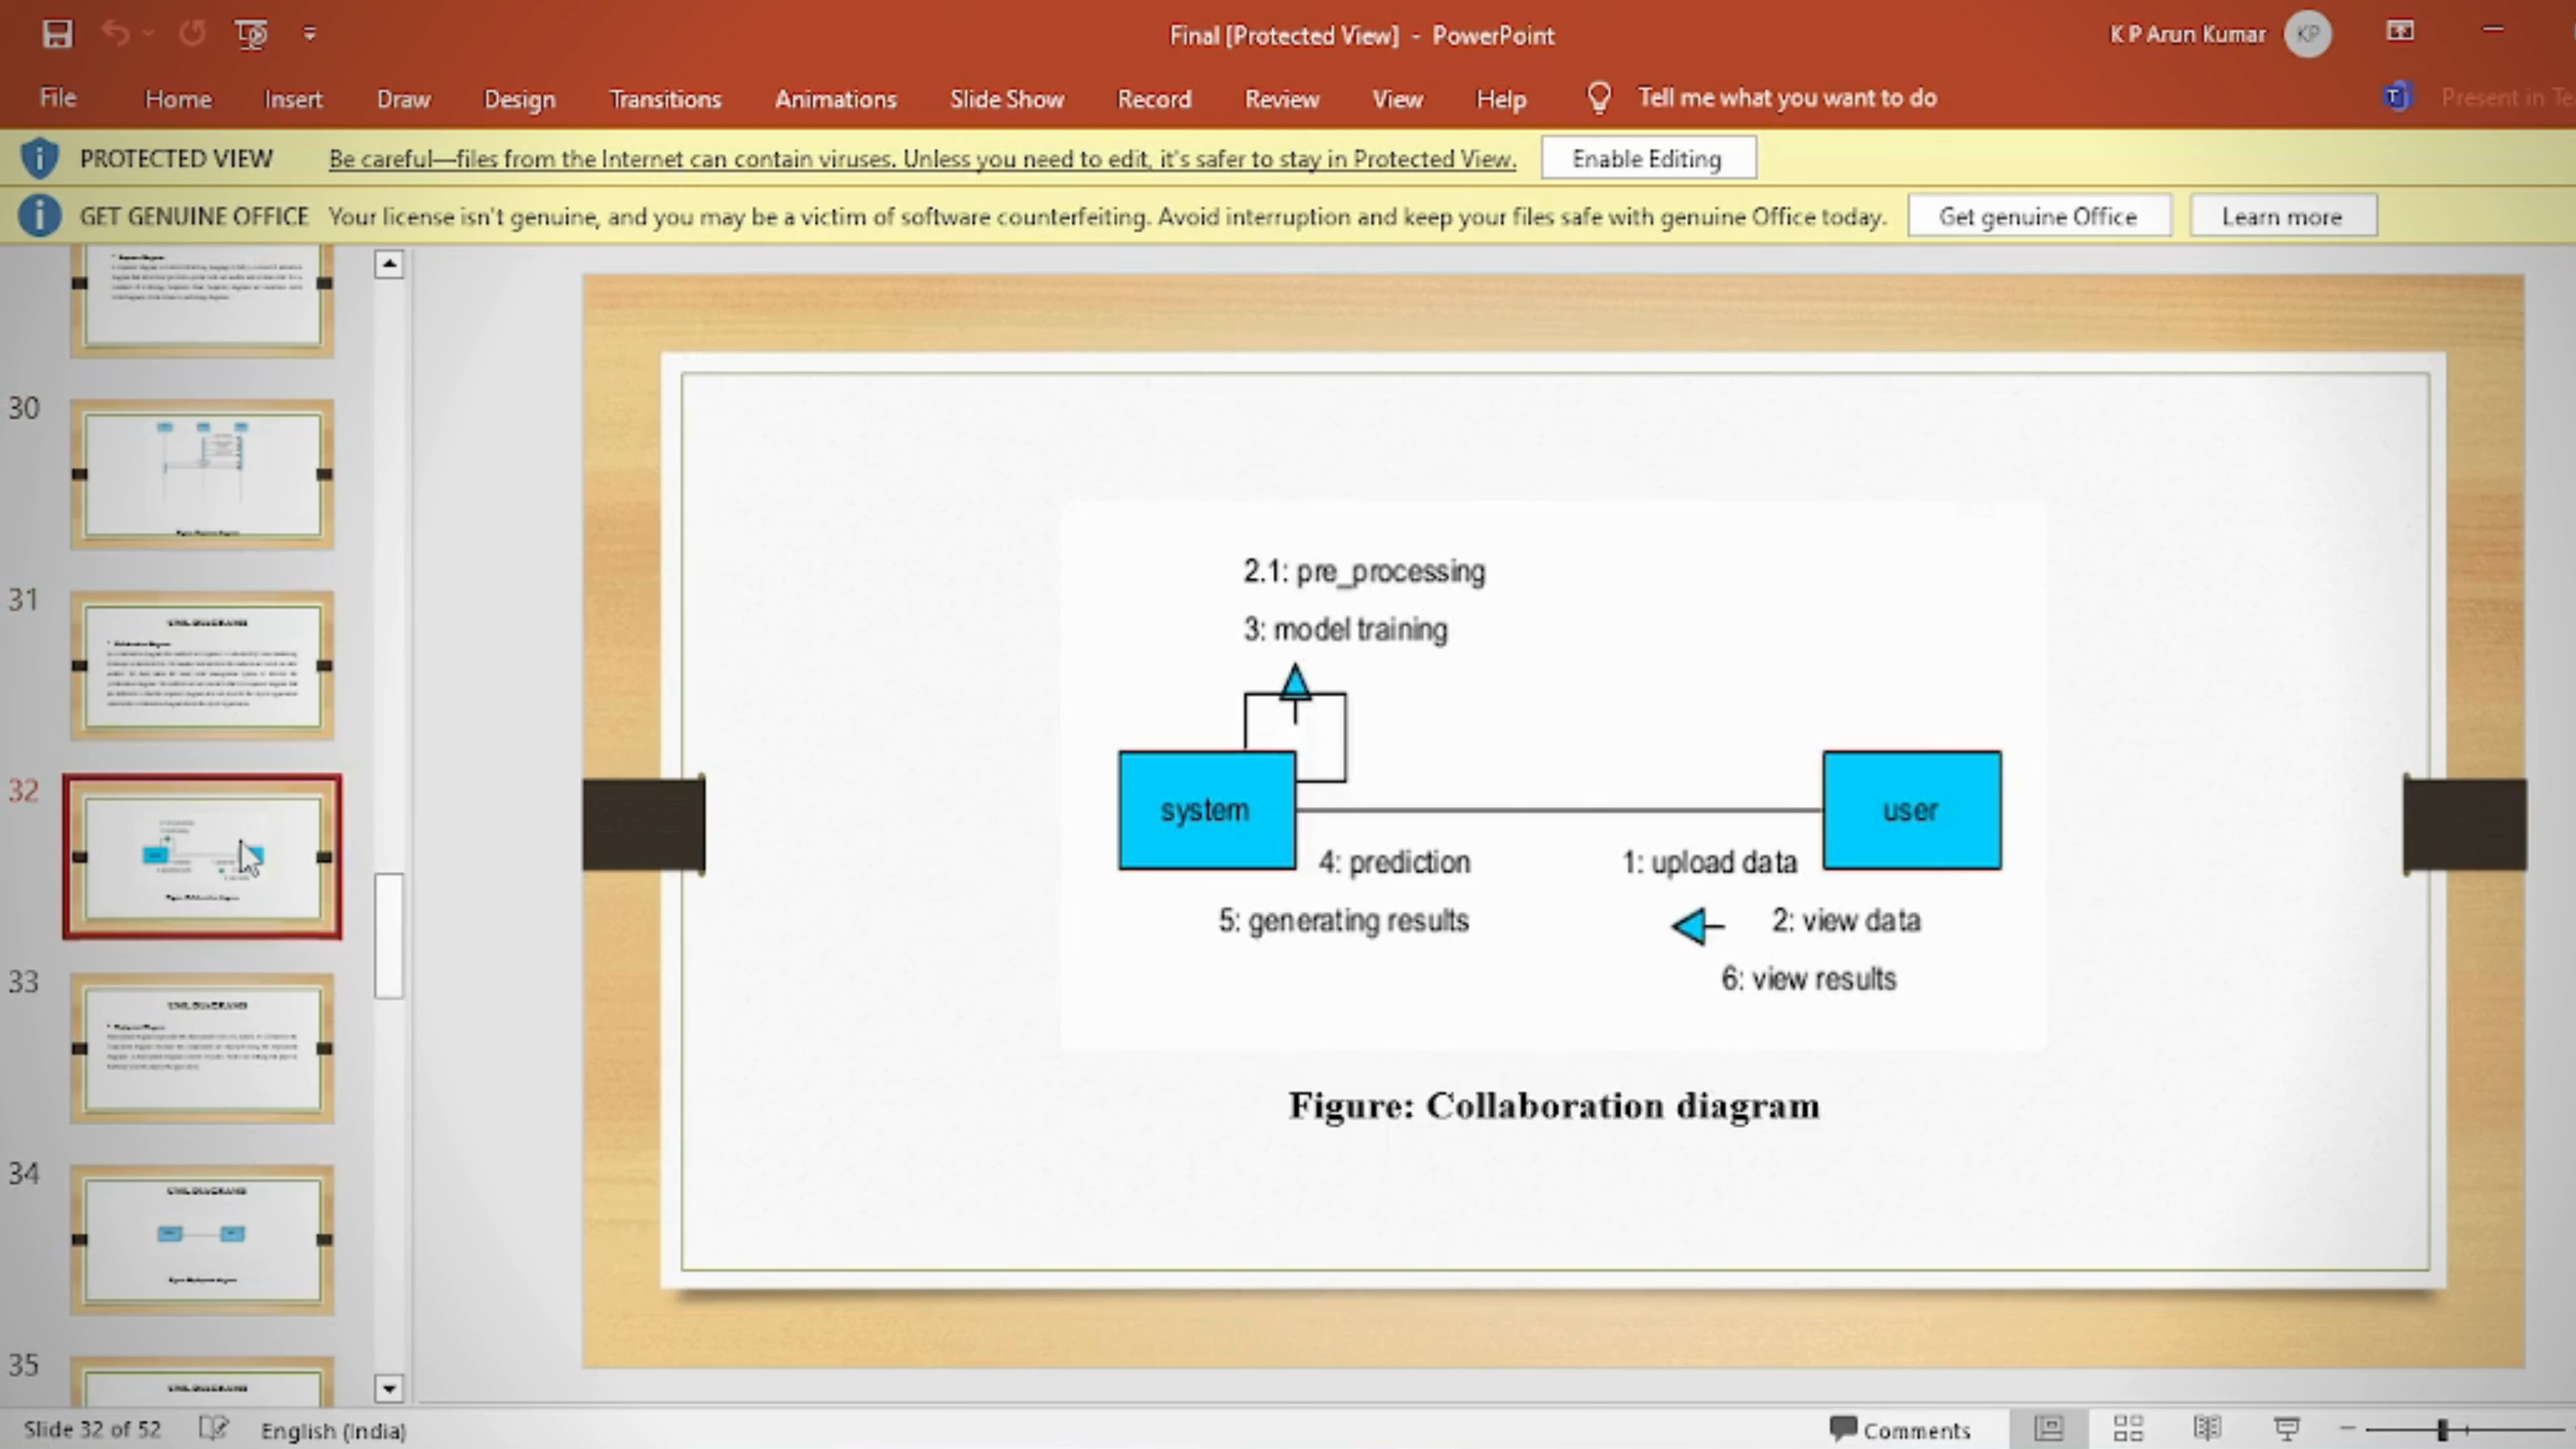 Final [Protected View] - PowerPoint
K P Arun Kumar
KP
File Home Insert Draw Design Transitions Animations Slide Show Record Review View Help Tell me what you want to do
Present in Te
PROTECTED VIEW Be careful—files from the Internet can contain viruses. Unless you need to edit, it's safer to stay in Protected View. Enable Editing
GET GENUINE OFFICE Your license isn't genuine, and you may be a victim of software counterfeiting. Avoid interruption and keep your files safe with genuine Office today. Get genuine Office Learn more
30
31
32
33
34
35
2.1: pre_processing
3: model training
system
user
4: prediction
1: upload data
5: generating results
2: view data
6: view results
Figure: Collaboration diagram
Slide 32 of 52
English (India)
Comments